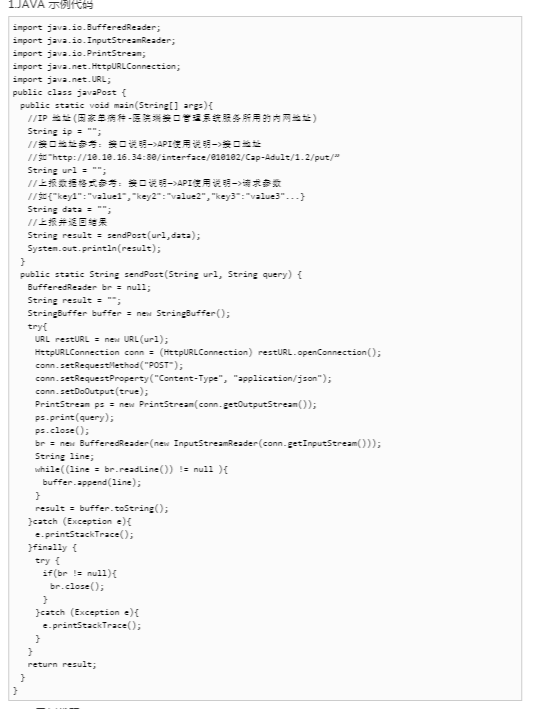 1.JAVA 示例代码
import java.io.BufferedReader;
import java.io.InputStreamReader;
import java.io.PrintStream;
import java.net.HttpURLConnection;
import java.net.URL;
public class javaPost {
public static void main(String[] args){
//IP 地址(国家单病种-医院端接口管理系统服务所用的内网地址)
String ip = "";
//接口地址参考: 接口说明->API使用说明->接口地址
//如"http://10.10.16.34:80/interface/010102/Cap-Adult/1.2/put/"
String url = "";
//上报数据格式参考: 接口说明->API使用说明->请求参数
//如{"key1":"value1","key2":"value2","key3":"value3"...}
String data = "";
//上报并返回结果
String result = sendPost(url,data);
System.out.println(result);
}
public static String sendPost(String url, String query) {
BufferedReader br = null;
String result = "";
StringBuffer buffer = new StringBuffer();
try{
URL restURL = new URL(url);
HttpURLConnection conn = (HttpURLConnection) restURL.openConnection();
conn.setRequestMethod("POST");
conn.setRequestProperty("Content-Type", "application/json");
conn.setDoOutput(true);
PrintStream ps = new PrintStream(conn.getOutputStream());
ps.print(query);
ps.close();
br = new BufferedReader(new InputStreamReader(conn.getInputStream()));
String line;
while((line = br.readLine()) != null ){
buffer.append(line);
}
result = buffer.toString();
}catch (Exception e){
e.printStackTrace();
}finally {
try {
if(br != null){
br.close();
}
}catch (Exception e){
e.printStackTrace();
}
}
return result;
}
}